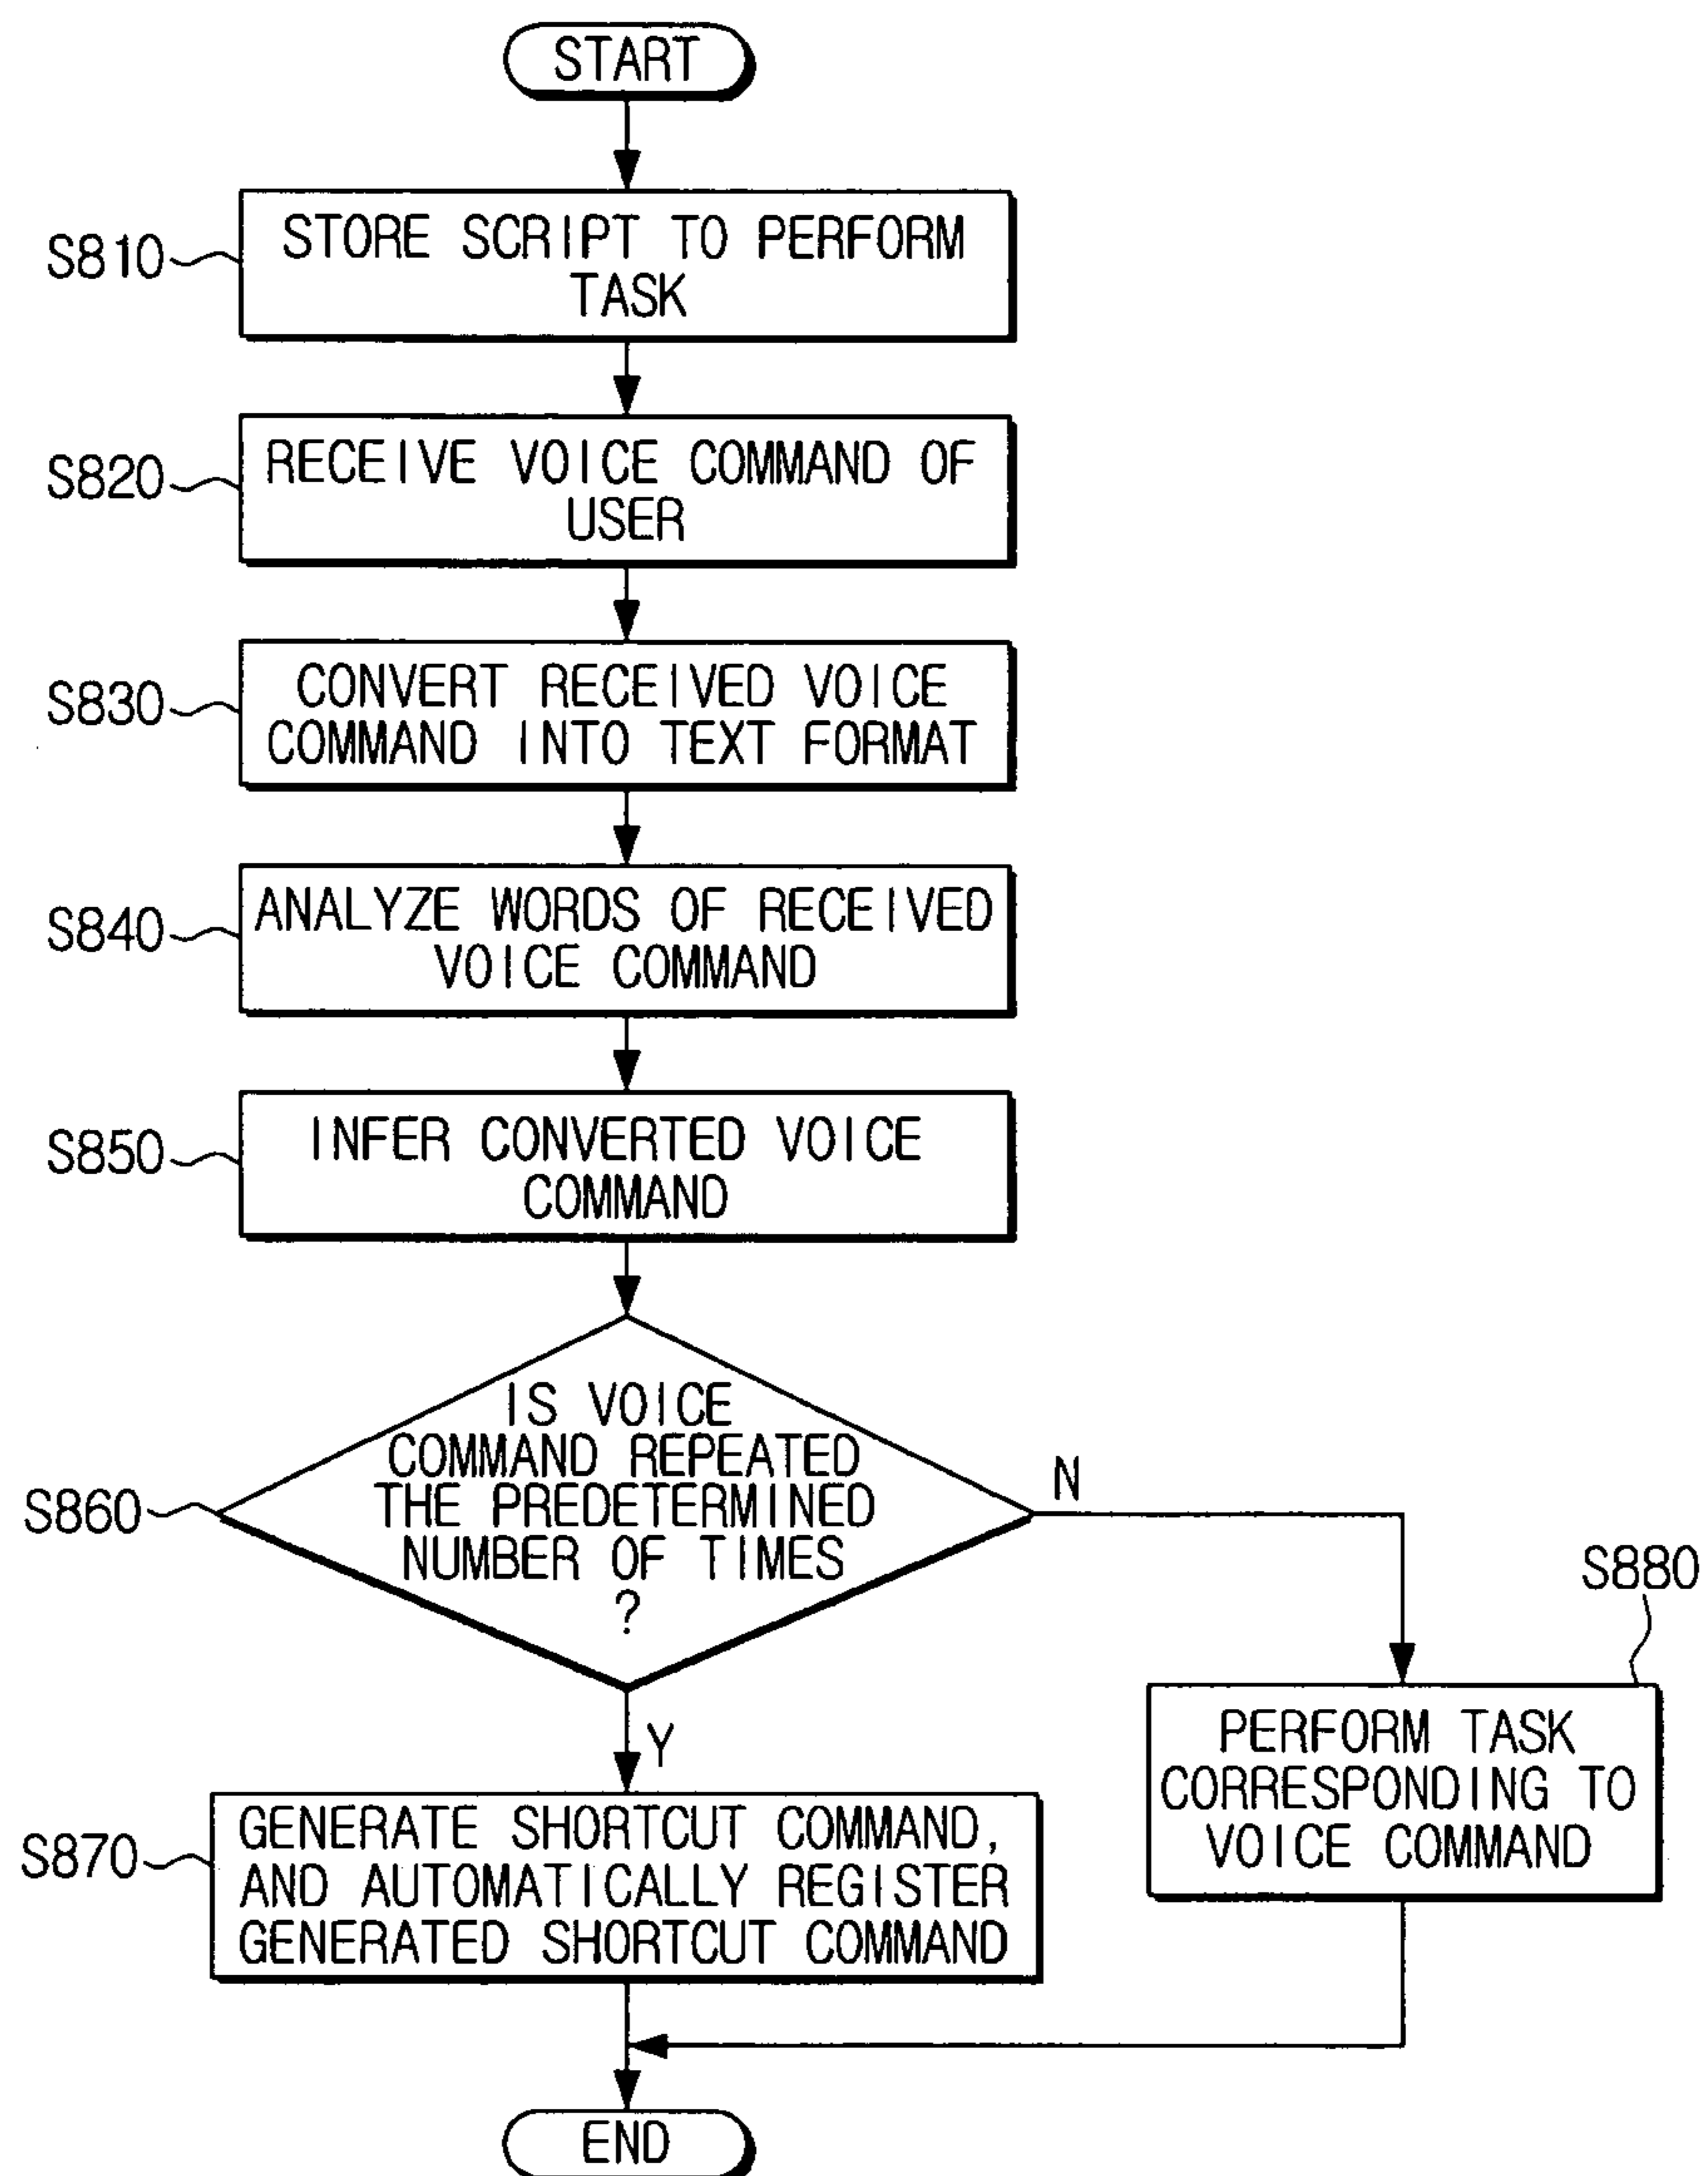 START
S810
STORE SCRIPT TO PERFORM
TASK
S820
RECEIVE VOICE COMMAND OF
USER
S830
CONVERT RECEIVED VOICE
COMMAND INTO TEXT FORMAT
S840
ANALYZE WORDS OF RECEIVED
VOICE COMMAND
S850
INFER CONVERTED VOICE
COMMAND
S860
IS VOICE
COMMAND REPEATED
THE PREDETERMINED
NUMBER OF TIMES
?
N
S880
PERFORM TASK
CORRESPONDING TO
VOICE COMMAND
Y
S870
GENERATE SHORTCUT COMMAND,
AND AUTOMATICALLY REGISTER
GENERATED SHORTCUT COMMAND
END